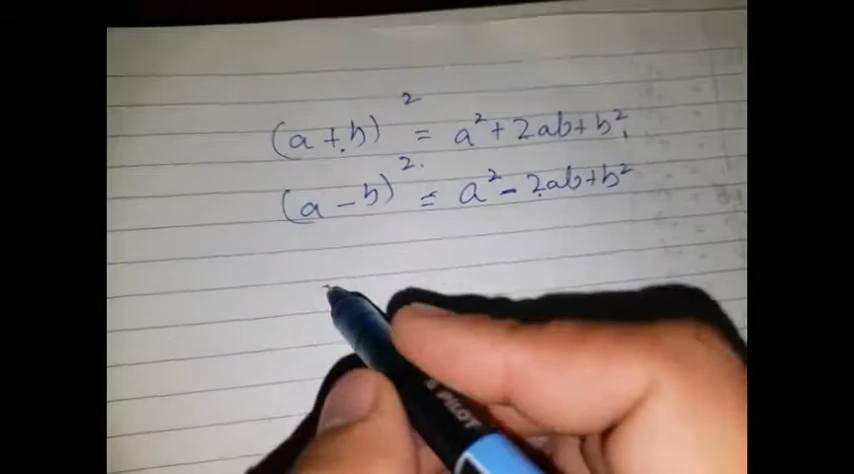 (a + b)² = a² + 2ab + b²
(a - b)² = a² - 2ab + b²
PILOT